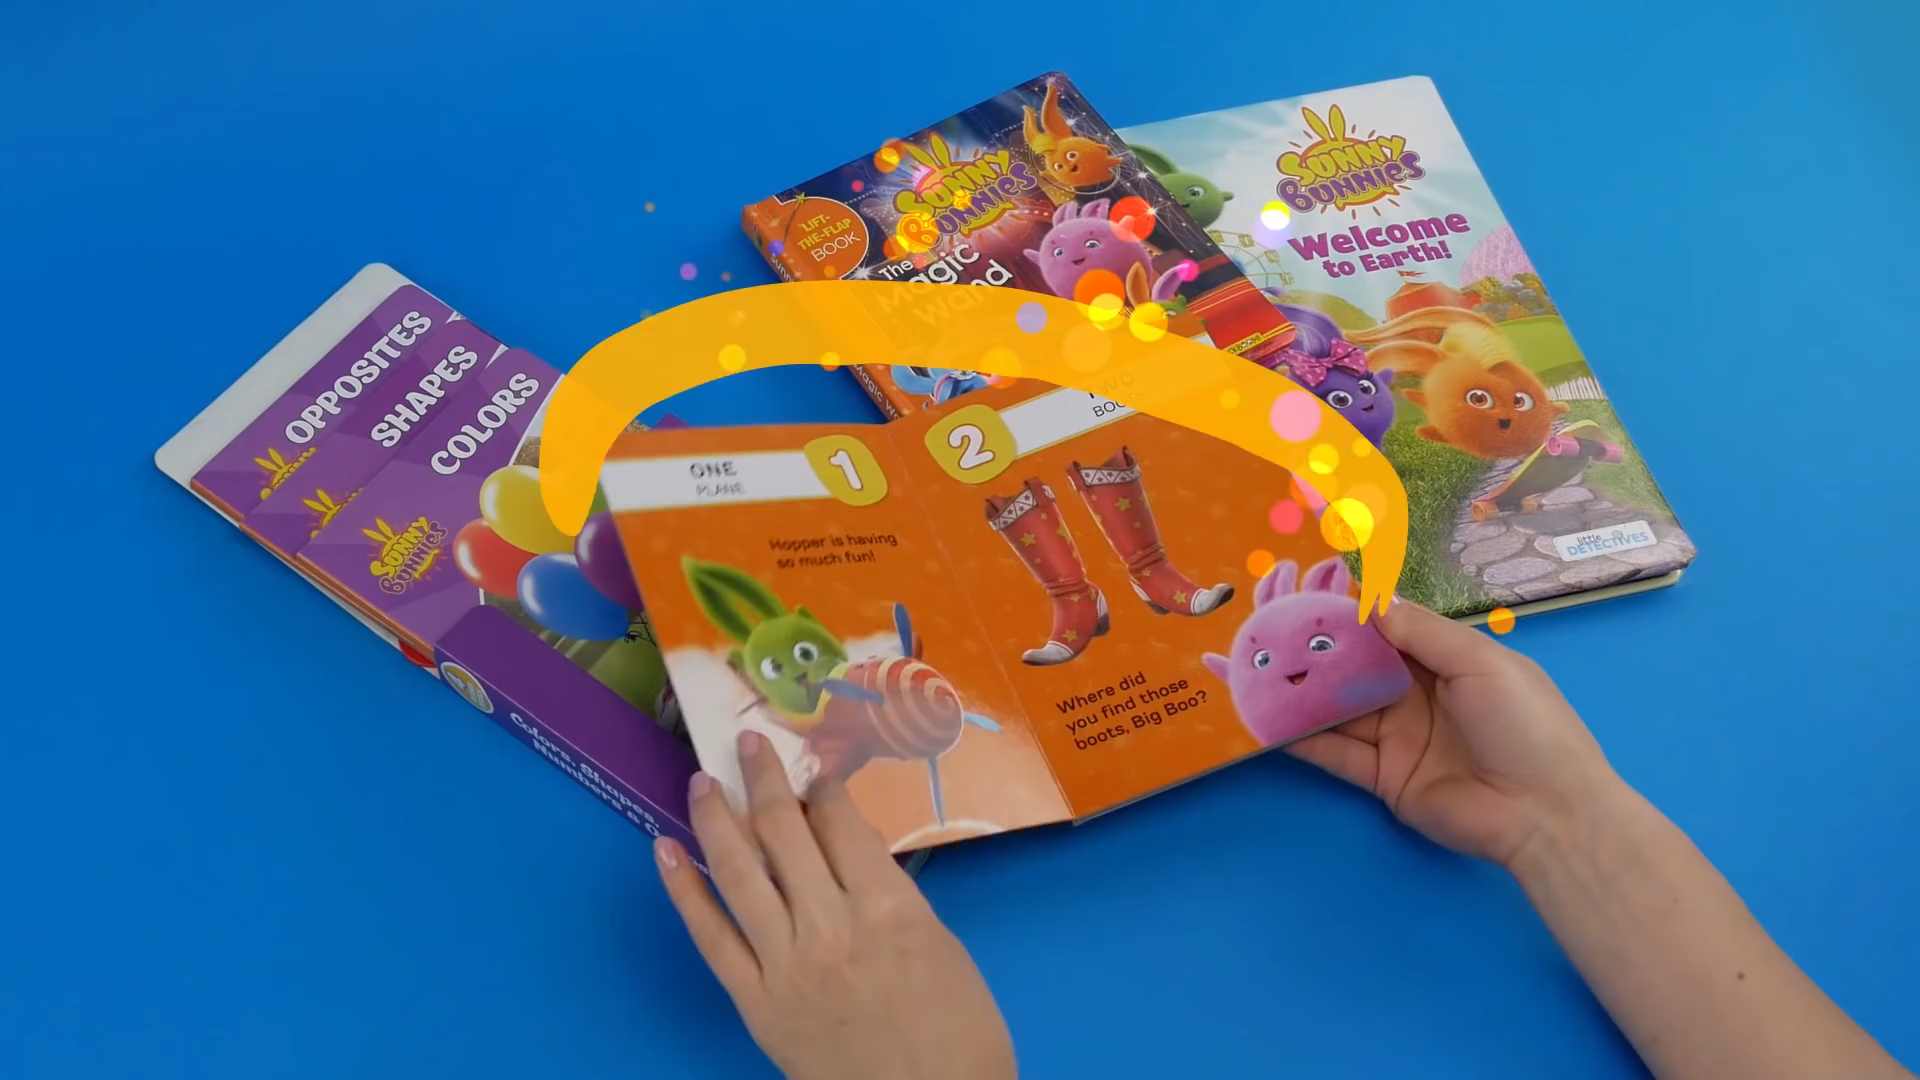 OPPOSITES
SHAPES
COLORS
SUNNY
BUNNIES
Colors, Shapes,
Numbers &
LIFT-
THE-FLAP
BOOK
SUNNY
BUNNIES
The
Magic
Wand
Magic
SUNNY
BUNNIES
Welcome
to Earth!
little
DETECTIVES
ONE
PLANE
1
Hopper is having
so much fun!
TWO
2
Where did
you find those
boots, Big Boo?